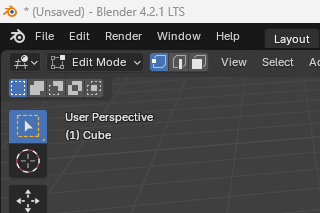 * (Unsaved) - Blender 4.2.1 LTS
File Edit Render Window Help Layout
Edit Mode View Select
User Perspective
(1) Cube